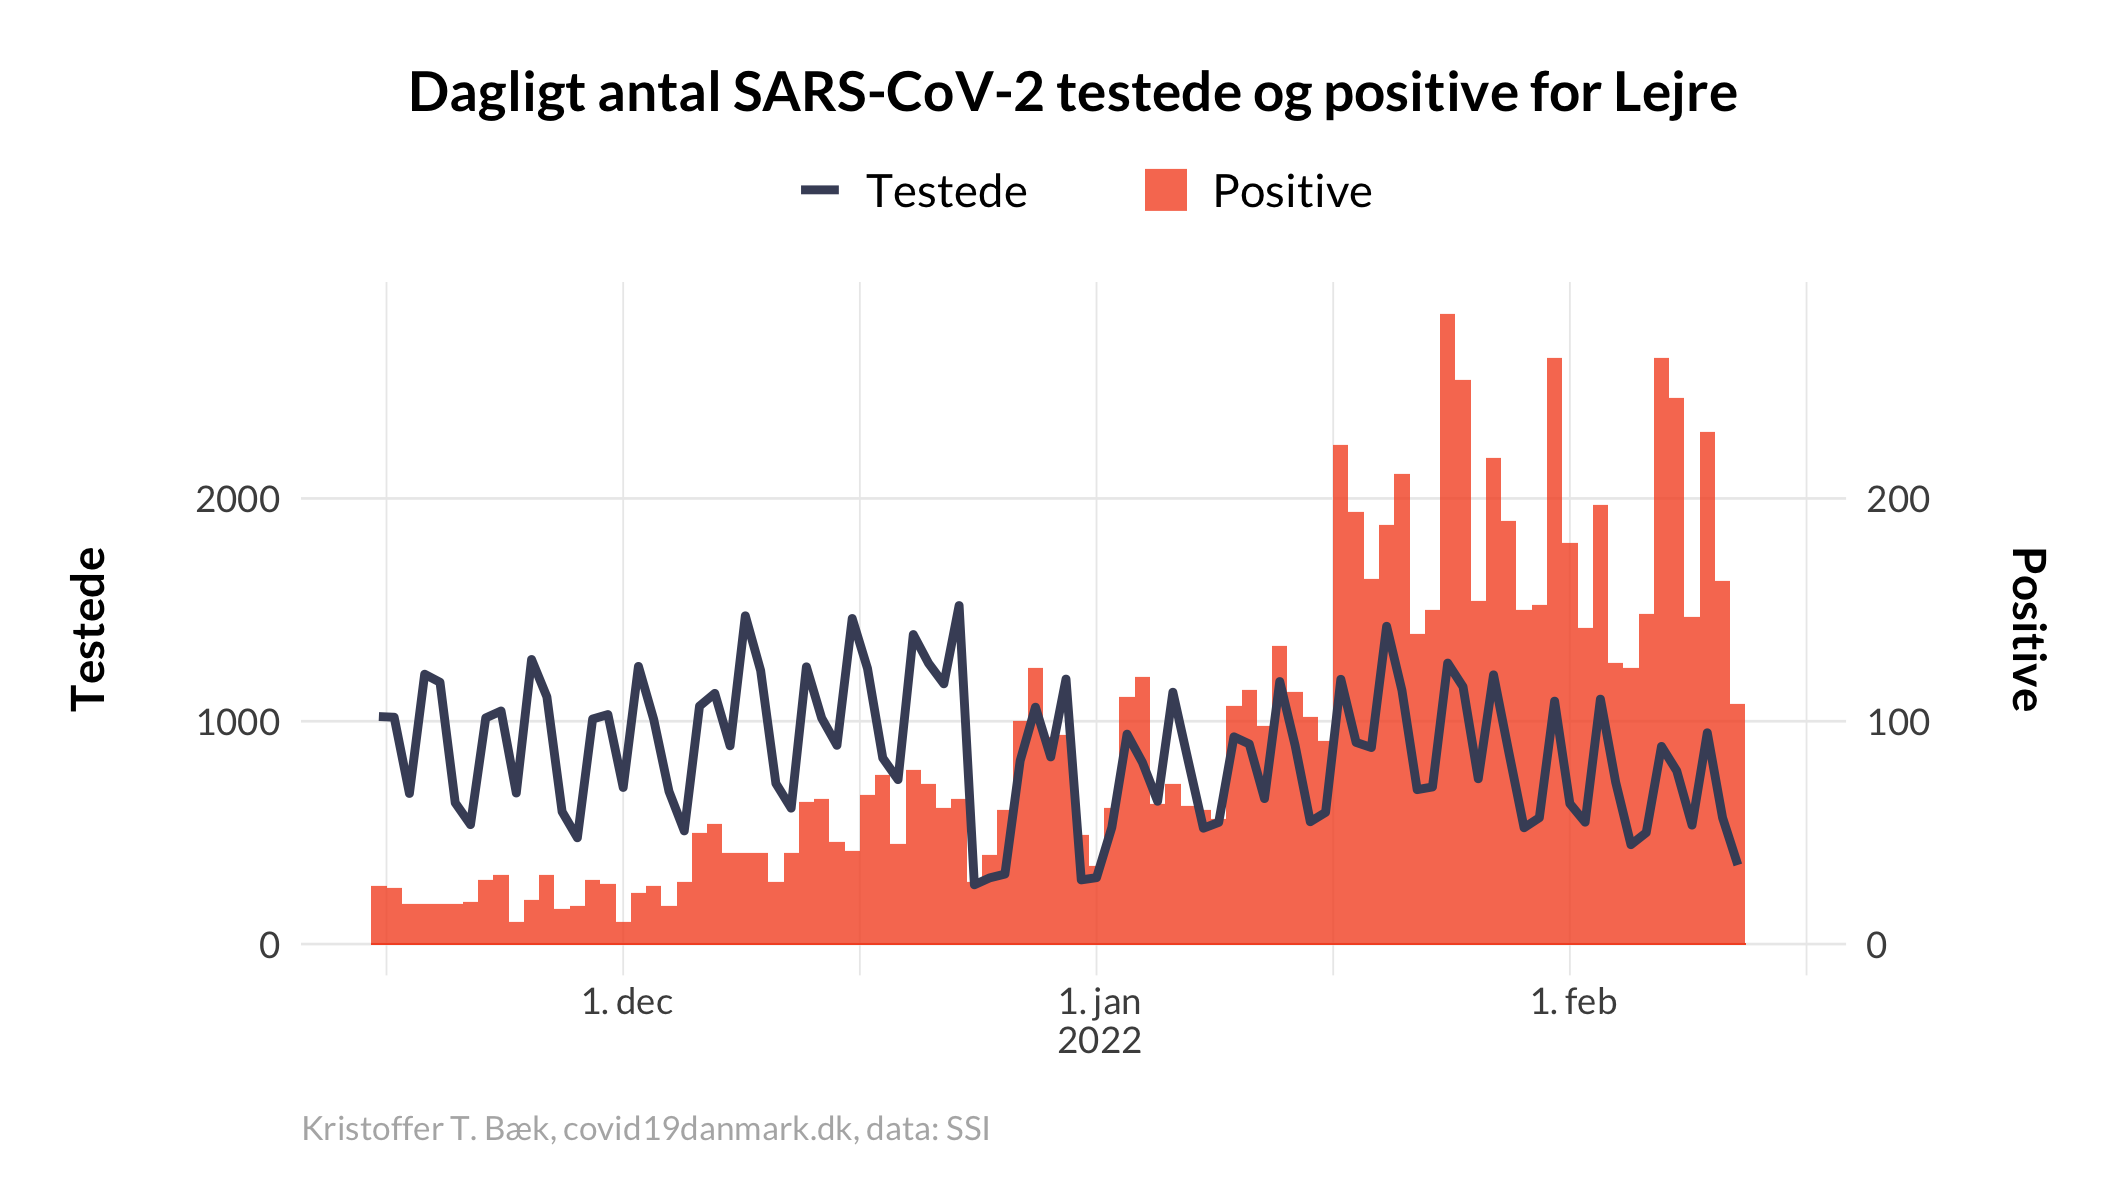 Dagligt antal SARS-CoV-2 testede og positive for Lejre
Testede
Positive
2000
1000
0
Testede
200
100
0
Positive
1. dec
1. jan
2022
1. feb
Kristoffer T. Bæk, covid19danmark.dk, data: SSI